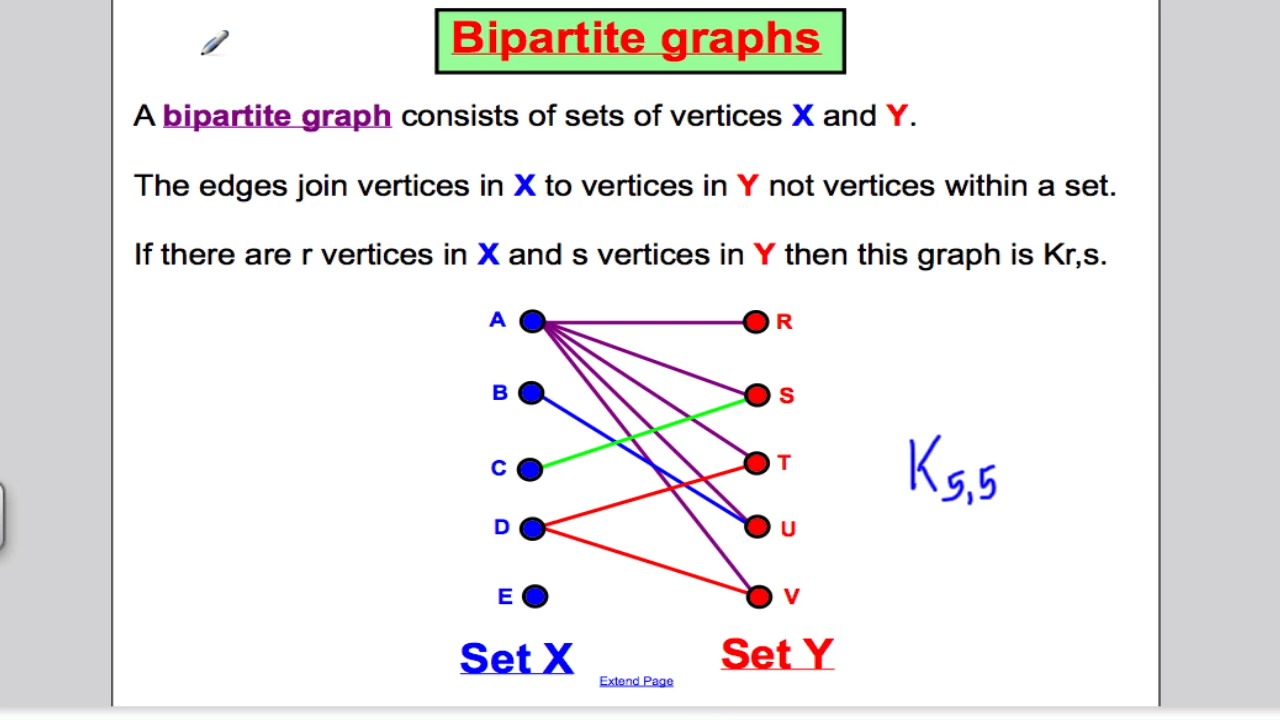 Bipartite graphs
A bipartite graph consists of sets of vertices X and Y.
The edges join vertices in X to vertices in Y not vertices within a set.
If there are r vertices in X and s vertices in Y then this graph is Kr,s.
A
R
B
S
C
T
K5,5
D
U
E
V
Set X
Set Y
Extend Page